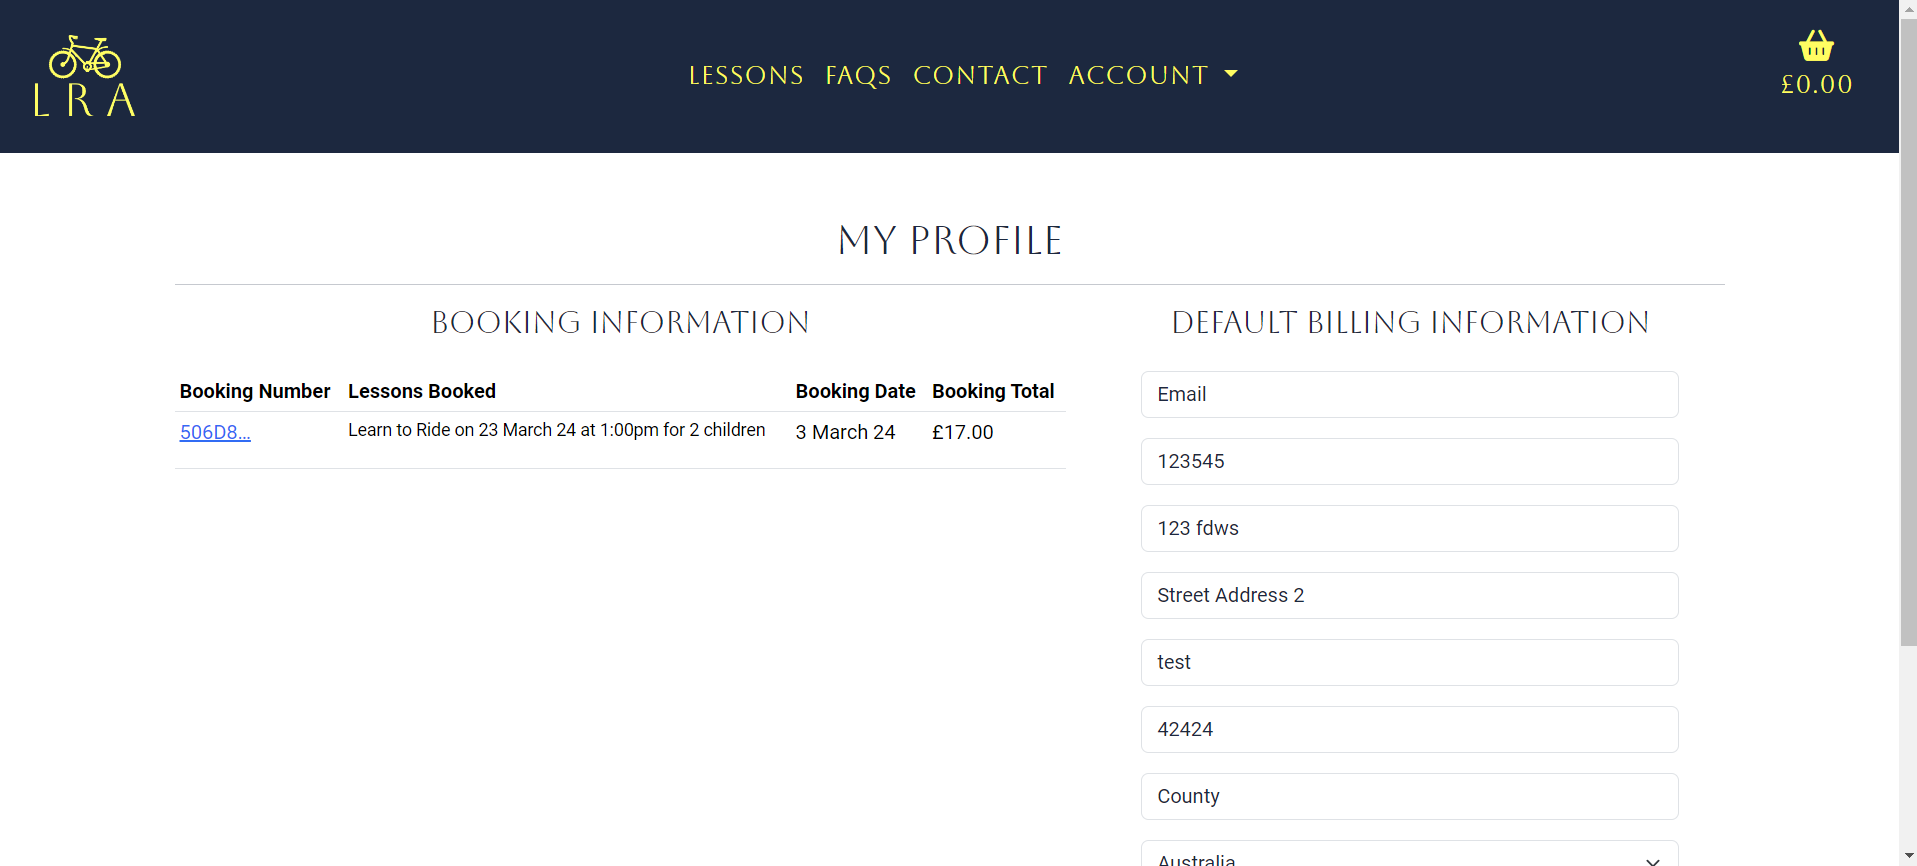 LRA
LESSONS FAQS CONTACT ACCOUNT
£0.00
MY PROFILE
BOOKING INFORMATION
Booking Number Lessons Booked Booking Date Booking Total
506D8... Learn to Ride on 23 March 24 at 1:00pm for 2 children 3 March 24 £17.00
DEFAULT BILLING INFORMATION
Email
123545
123 fdws
Street Address 2
test
42424
County
Australia